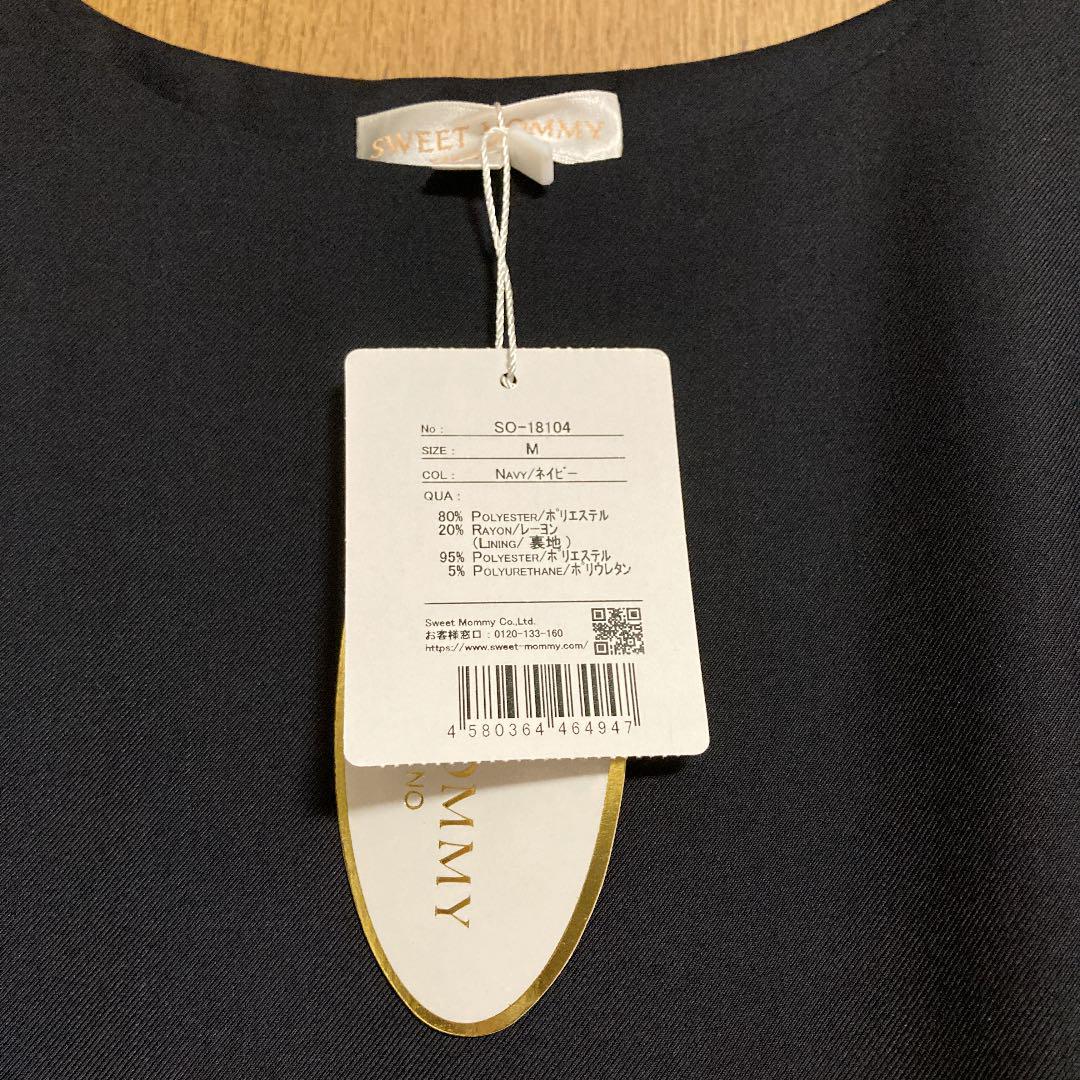 SWEET MOMMY
No : SO-18104
SIZE : M
COL : NAVY/ネイビー
QUA :
80% POLYESTER/ポリエステル
20% RAYON/レーヨン
(LINING/ 裏地 )
95% POLYESTER/ポリエステル
5% POLYURETHANE/ポリウレタン
Sweet Mommy Co.,Ltd.
お客様窓口 : 0120-133-160
https://www.sweet-mommy.com/
4 580364 464947
OMMY
NO